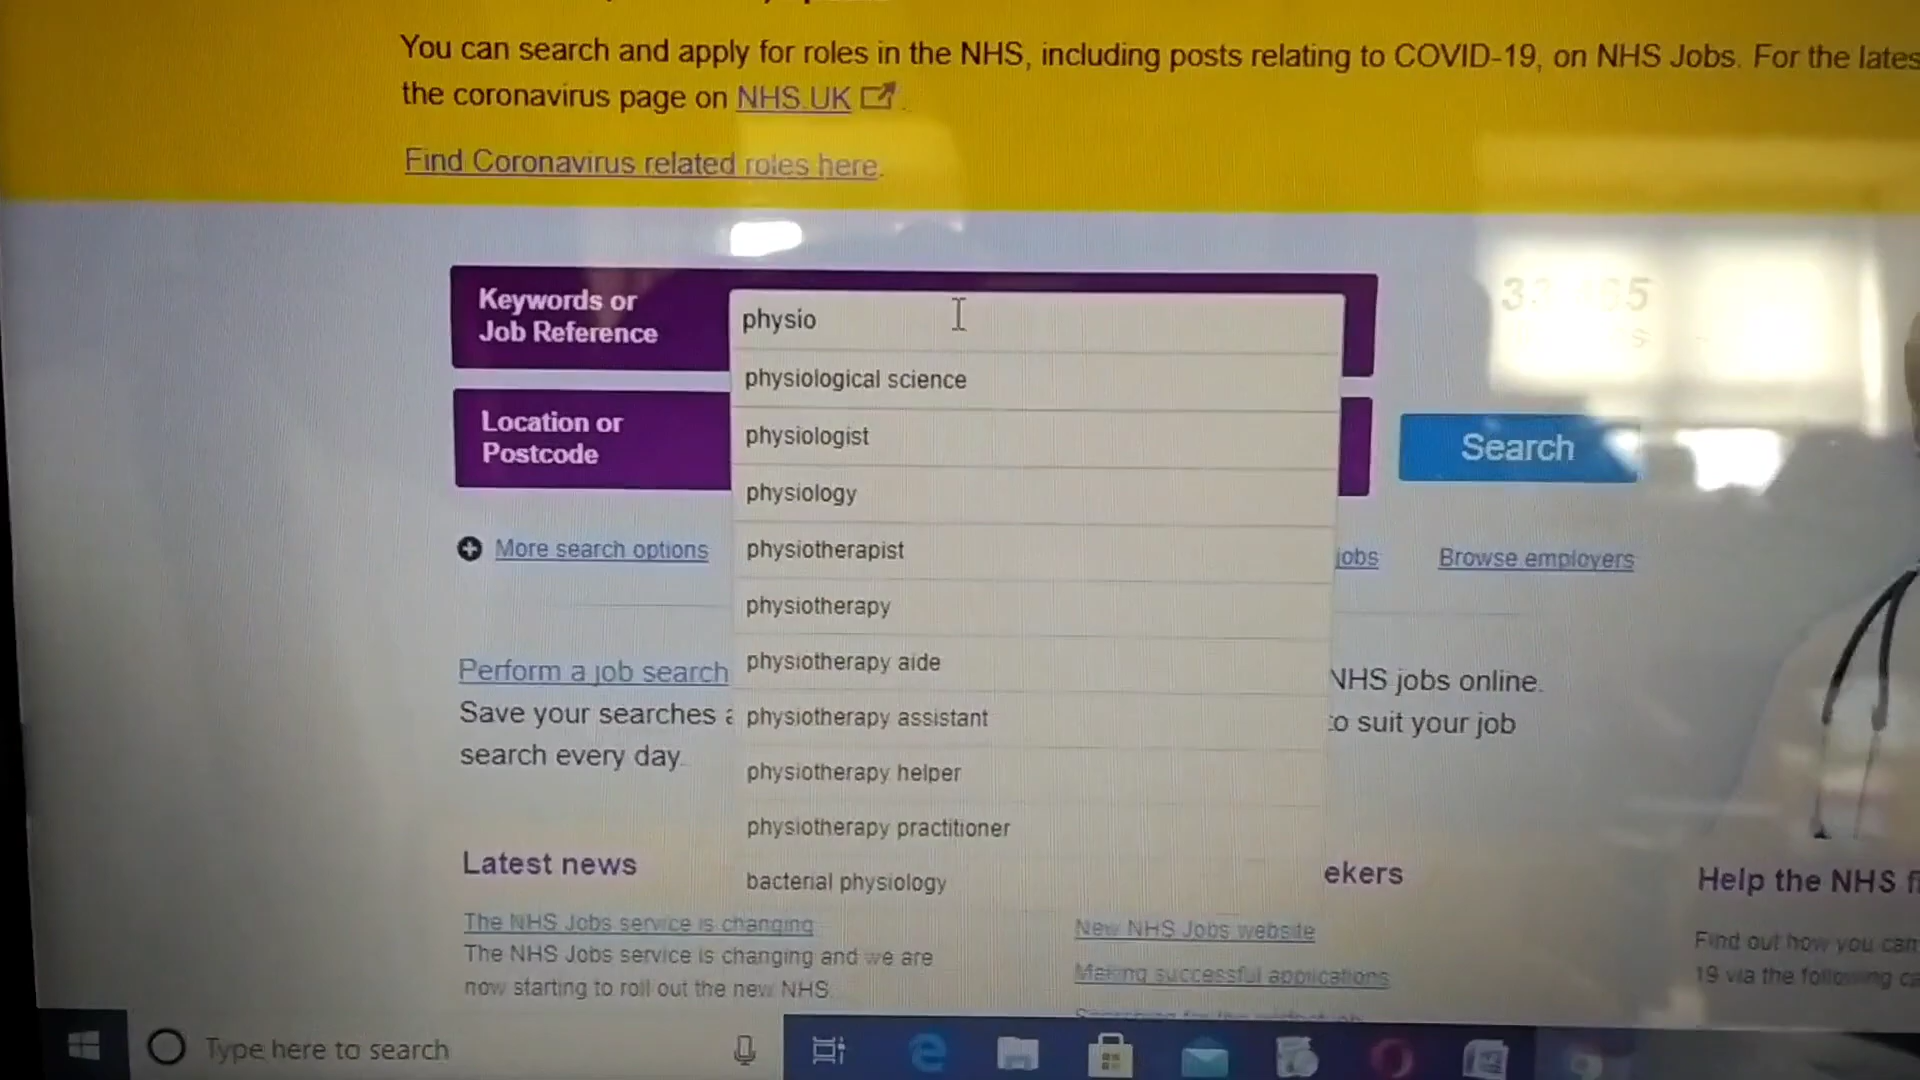 You can search and apply for roles in the NHS, including posts relating to COVID-19, on NHS Jobs. For the lates
the coronavirus page on NHS.UK
Find Coronavirus related roles here.
Keywords or
Job Reference
physio
physiological science
physiologist
physiology
physiotherapist
physiotherapy
physiotherapy aide
physiotherapy assistant
physiotherapy helper
physiotherapy practitioner
bacterial physiology
Location or
Postcode
Search
More search options
jobs
Browse employers
Perform a job search
NHS jobs online.
Save your searches a
to suit your job
search every day.
Latest news
ekers
Help the NHS fi
The NHS Jobs service is changing
The NHS Jobs service is changing and we are
now starting to roll out the new NHS
New NHS Jobs website
Making successful applications
Find out how you can
19 via the following ca
Type here to search